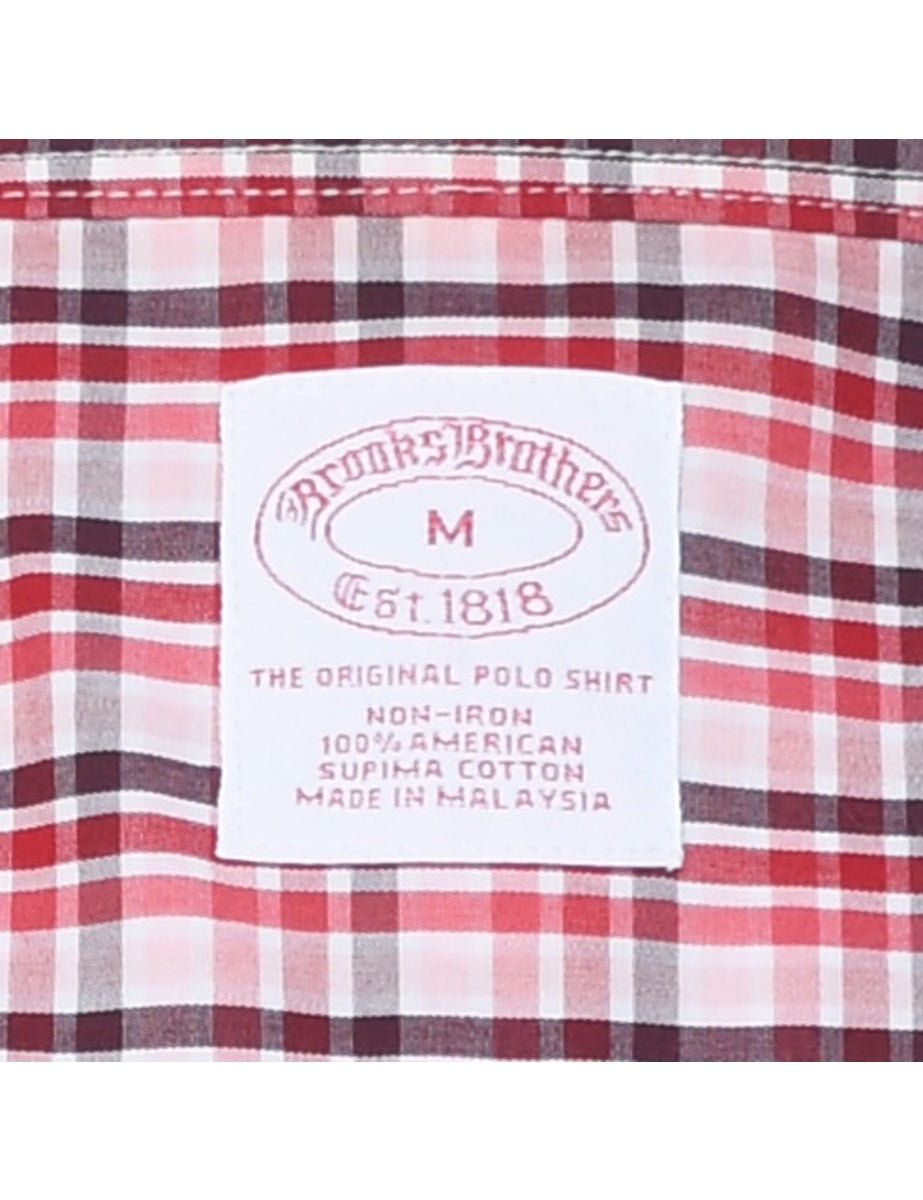 Brooks Brothers
M
Est. 1818
THE ORIGINAL POLO SHIRT
NON-IRON
100% AMERICAN
SUPIMA COTTON
MADE IN MALAYSIA